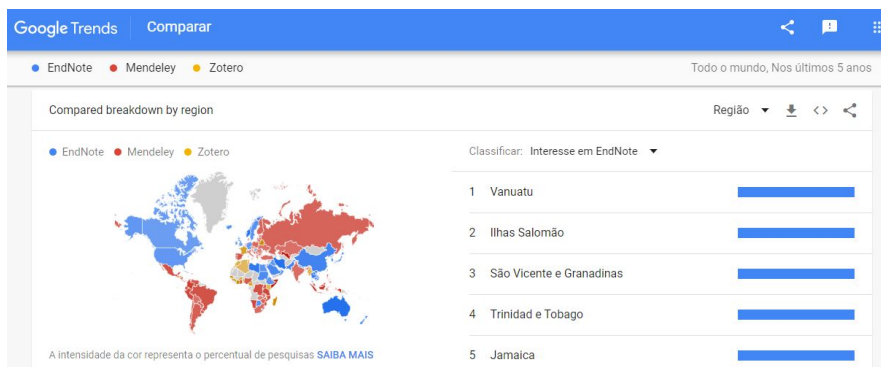 Google Trends Comparar
EndNote Mendeley Zotero Todo o mundo, Nos últimos 5 anos
Compared breakdown by region Região
EndNote Mendeley Zotero
A intensidade da cor representa o percentual de pesquisas SAIBA MAIS
Classificar: Interesse em EndNote
1 Vanuatu
2 Ilhas Salomão
3 São Vicente e Granadinas
4 Trinidad e Tobago
5 Jamaica